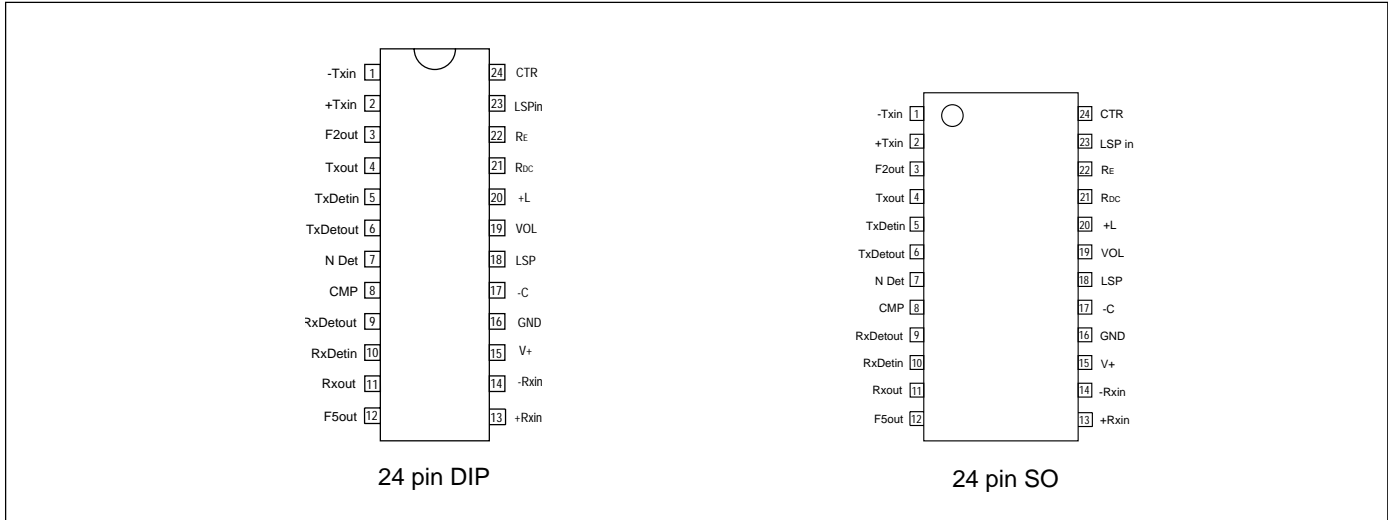 -Txin 1 24 CTR
+Txin 2 23 LSPin
F2out 3 22 RE
Txout 4 21 RDC
TxDetin 5 20 +L
TxDetout 6 19 VOL
N Det 7 18 LSP
CMP 8 17 -C
RxDetout 9 16 GND
RxDetin 10 15 V+
Rxout 11 14 -Rxin
F5out 12 13 +Rxin
24 pin DIP
-Txin 1 24 CTR
+Txin 2 23 LSP in
F2out 3 22 RE
Txout 4 21 RDC
TxDetin 5 20 +L
TxDetout 6 19 VOL
N Det 7 18 LSP
CMP 8 17 -C
RxDetout 9 16 GND
RxDetin 10 15 V+
Rxout 11 14 -Rxin
F5out 12 13 +Rxin
24 pin SO